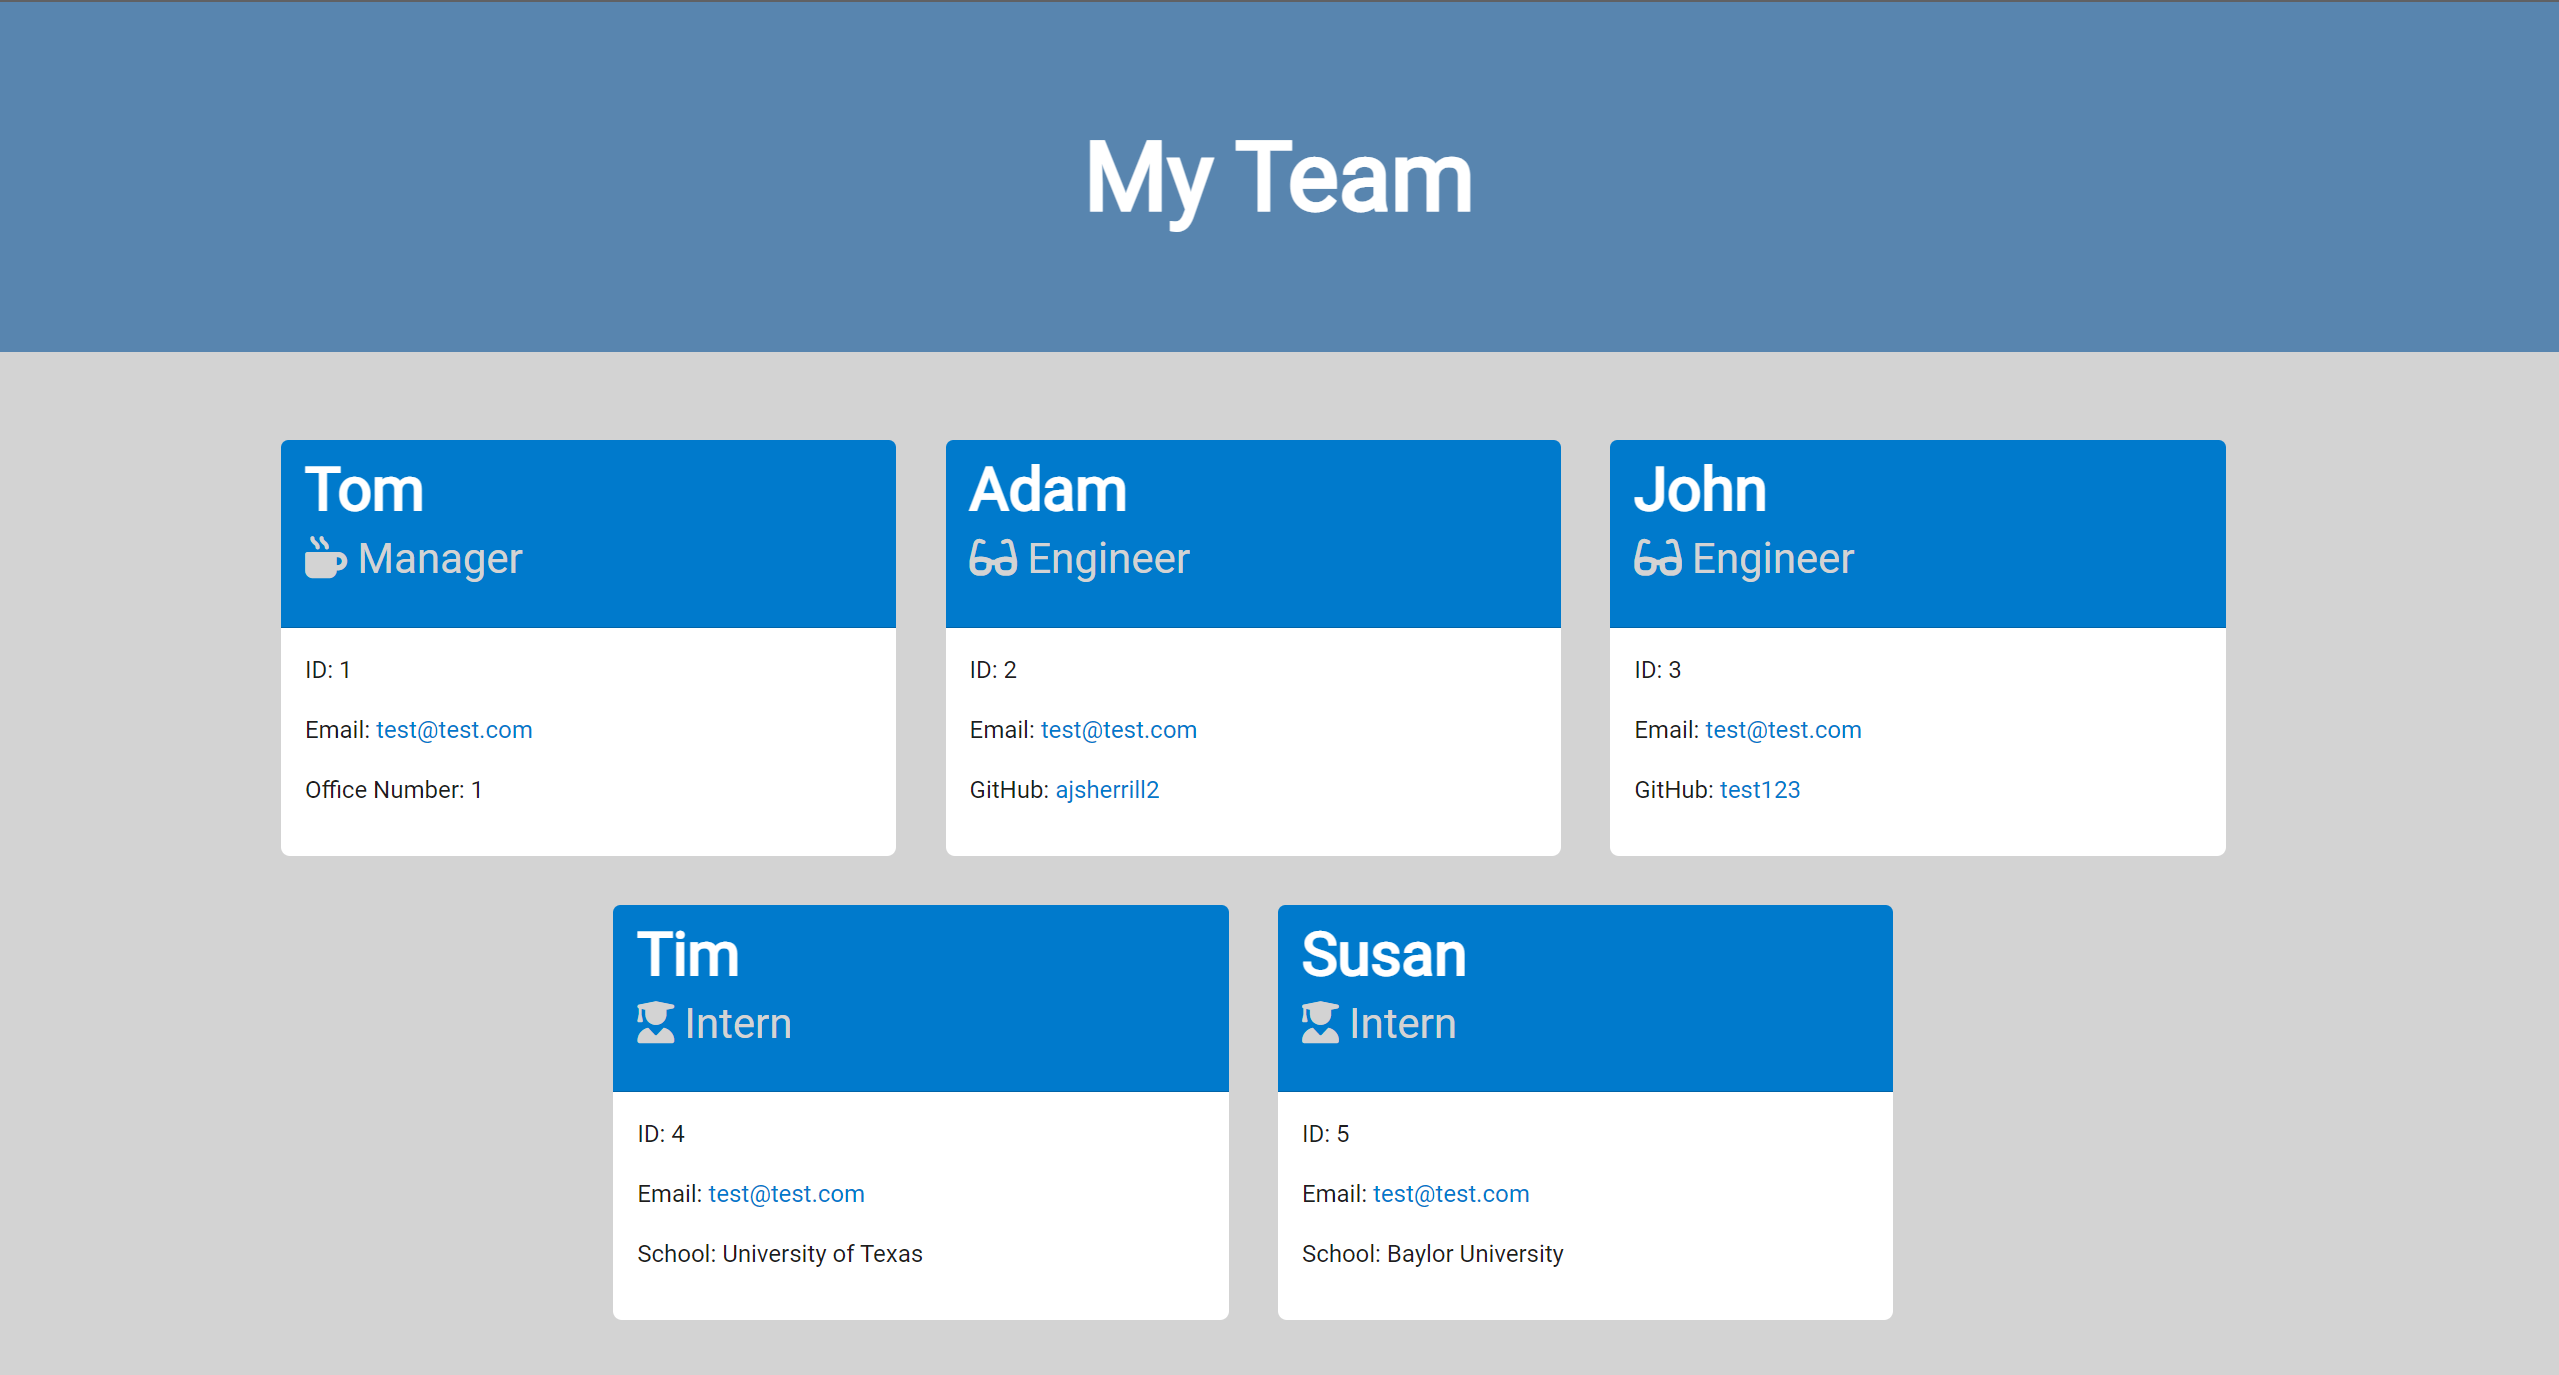 My Team
Tom
Manager
ID: 1
Email: test@test.com
Office Number: 1
Adam
Engineer
ID: 2
Email: test@test.com
GitHub: ajsherrill2
John
Engineer
ID: 3
Email: test@test.com
GitHub: test123
Tim
Intern
ID: 4
Email: test@test.com
School: University of Texas
Susan
Intern
ID: 5
Email: test@test.com
School: Baylor University